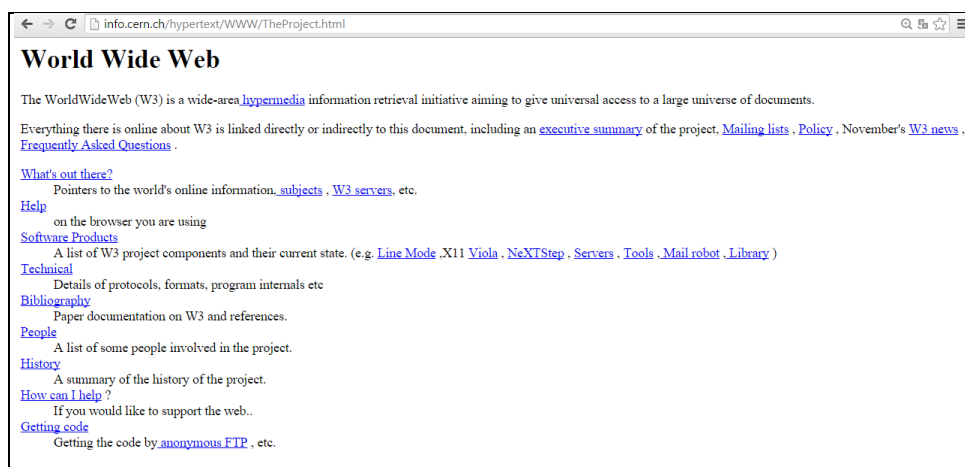 info.cern.ch/hypertext/WWW/TheProject.html
World Wide Web
The WorldWideWeb (W3) is a wide-area hypermedia information retrieval initiative aiming to give universal access to a large universe of documents.
Everything there is online about W3 is linked directly or indirectly to this document, including an executive summary of the project, Mailing lists , Policy , November's W3 news ,
Frequently Asked Questions .
What's out there?
Pointers to the world's online information, subjects , W3 servers, etc.
Help
on the browser you are using
Software Products
A list of W3 project components and their current state. (e.g. Line Mode ,X11 Viola , NeXTStep , Servers , Tools , Mail robot , Library )
Technical
Details of protocols, formats, program internals etc
Bibliography
Paper documentation on W3 and references.
People
A list of some people involved in the project.
History
A summary of the history of the project.
How can I help ?
If you would like to support the web..
Getting code
Getting the code by anonymous FTP , etc.